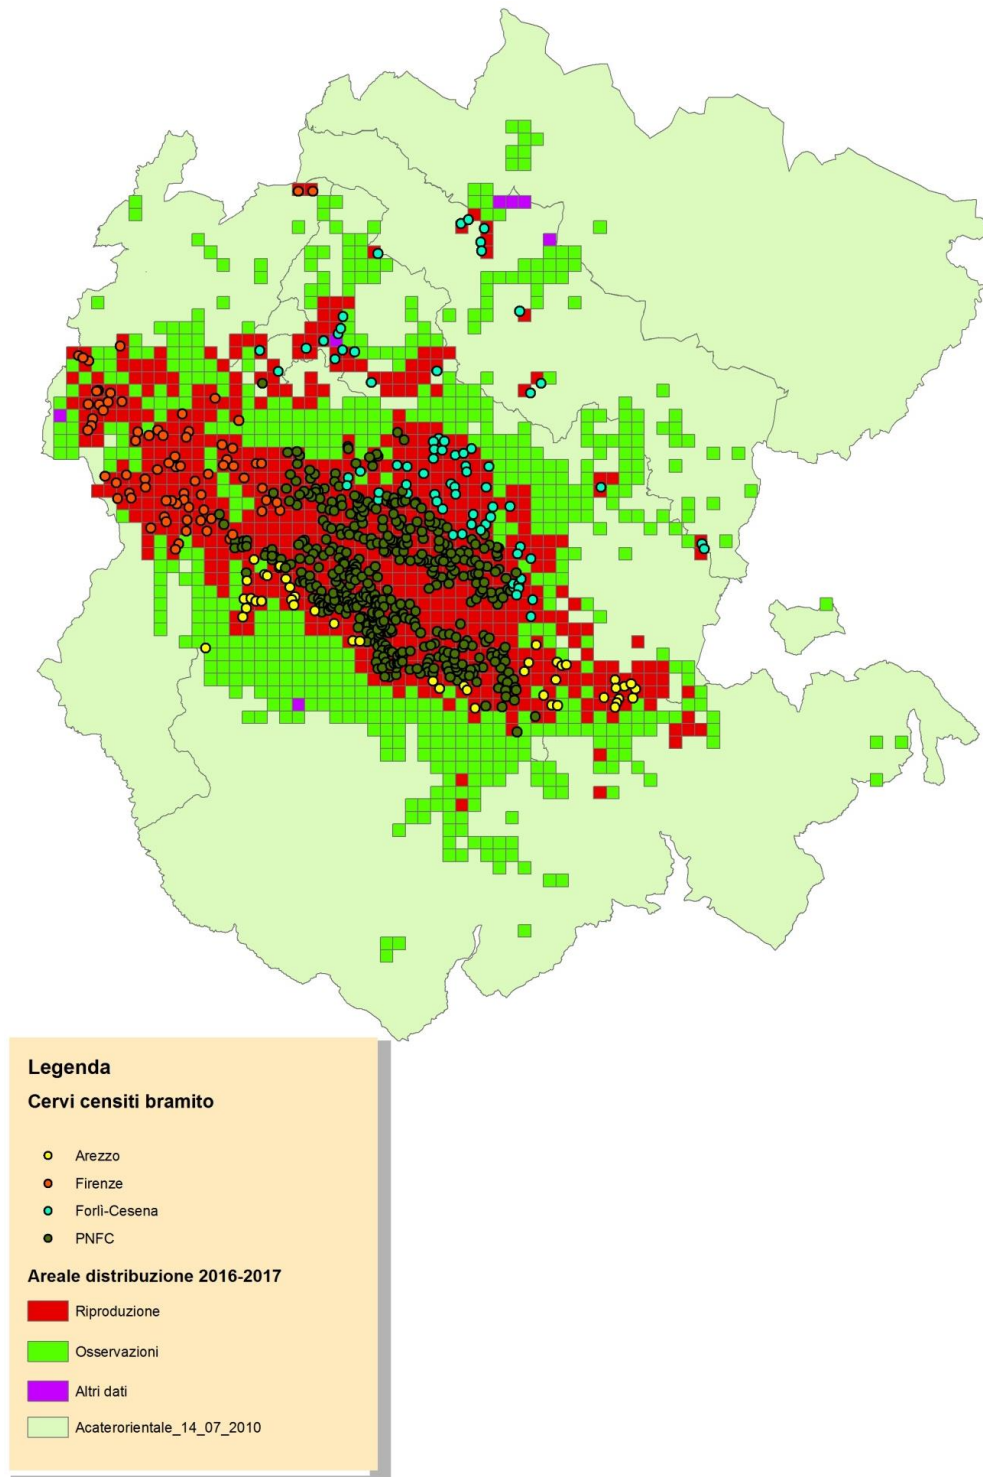 Legenda
Cervi censiti bramito
Arezzo
Firenze
Forlì-Cesena
PNFC
Areale distribuzione 2016-2017
Riproduzione
Osservazioni
Altri dati
Acaterorientale_14_07_2010